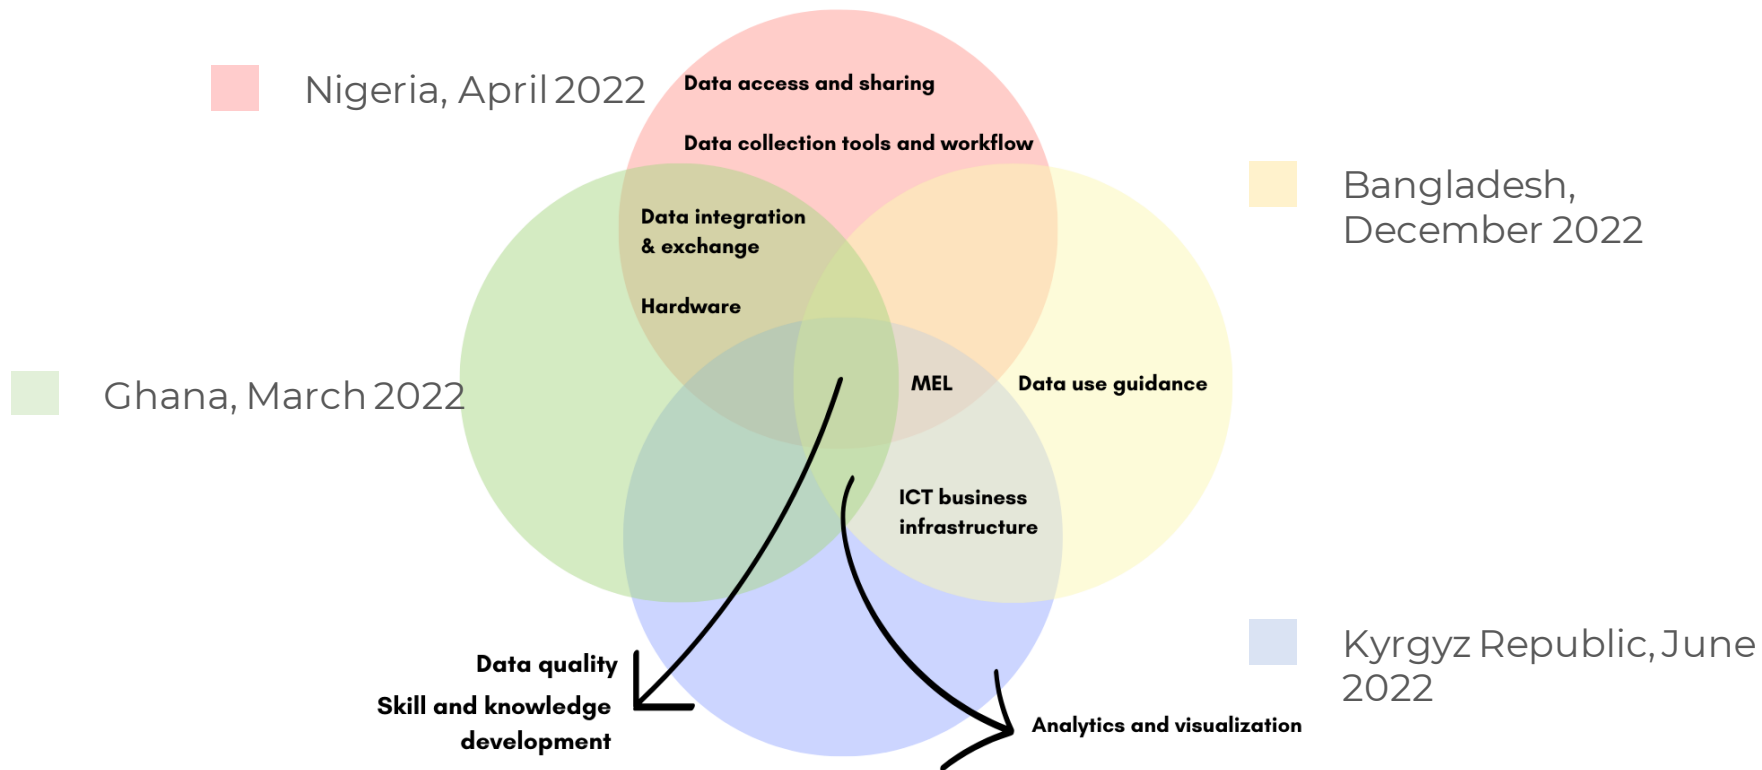 Nigeria, April 2022
Data access and sharing
Data collection tools and workflow
Bangladesh,
December 2022
Data integration
& exchange
Hardware
Ghana, March 2022
MEL
Data use guidance
ICT business
infrastructure
Kyrgyz Republic, June
2022
Data quality
Skill and knowledge
development
Analytics and visualization